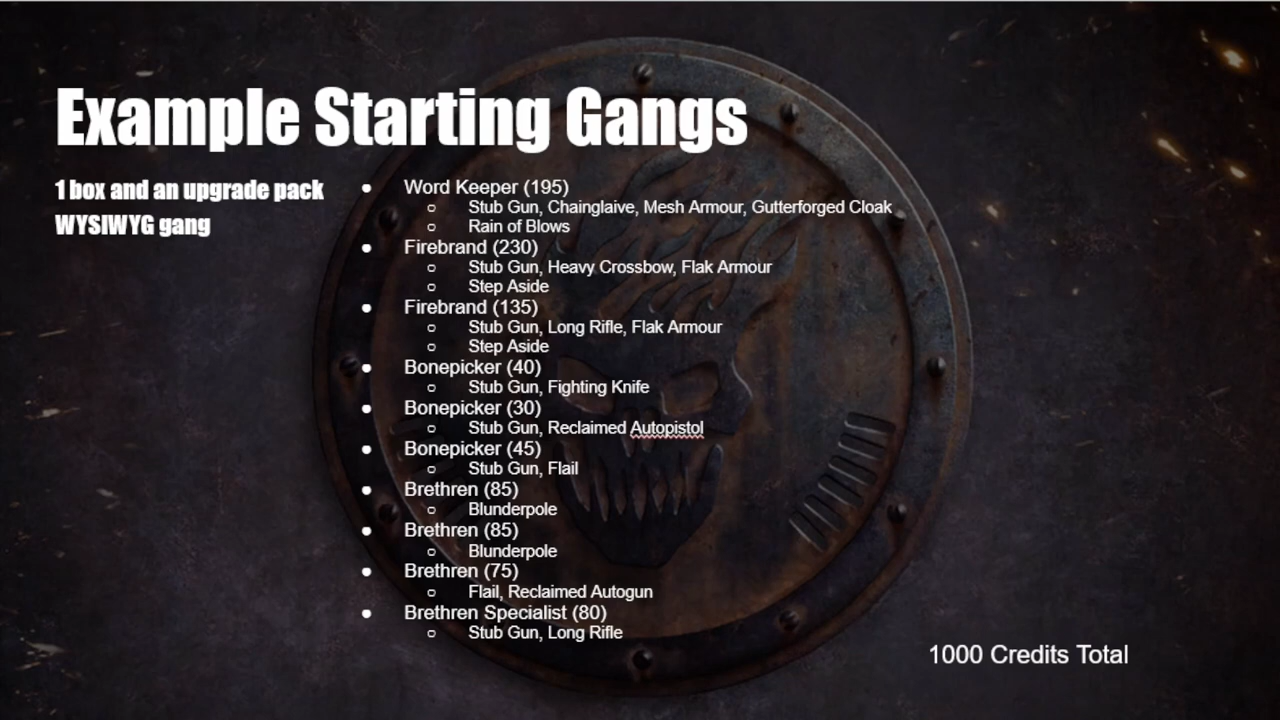 Example Starting Gangs
1 box and an upgrade pack
WYSIWYG gang
● Word Keeper (195)
○ Stub Gun, Chainglaive, Mesh Armour, Gutterforged Cloak
○ Rain of Blows
● Firebrand (230)
○ Stub Gun, Heavy Crossbow, Flak Armour
○ Step Aside
● Firebrand (135)
○ Stub Gun, Long Rifle, Flak Armour
○ Step Aside
● Bonepicker (40)
○ Stub Gun, Fighting Knife
● Bonepicker (30)
○ Stub Gun, Reclaimed Autopistol
● Bonepicker (45)
○ Stub Gun, Flail
● Brethren (85)
○ Blunderpole
● Brethren (85)
○ Blunderpole
● Brethren (75)
○ Flail, Reclaimed Autogun
● Brethren Specialist (80)
○ Stub Gun, Long Rifle
1000 Credits Total